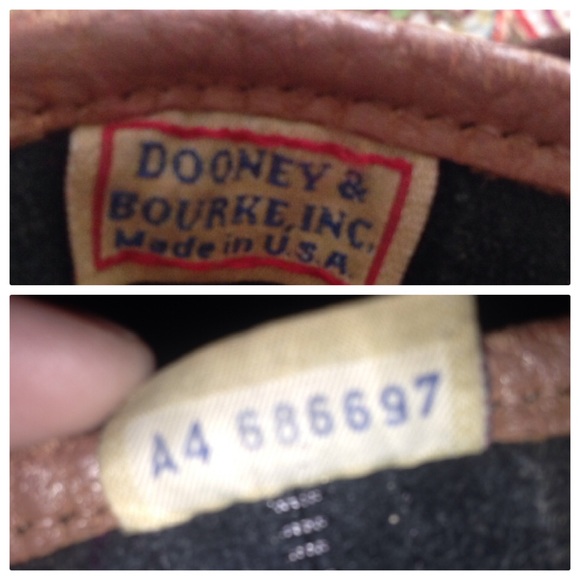 DOONEY &
BOURKE, INC.
Made in U.S.A.
A4 686697